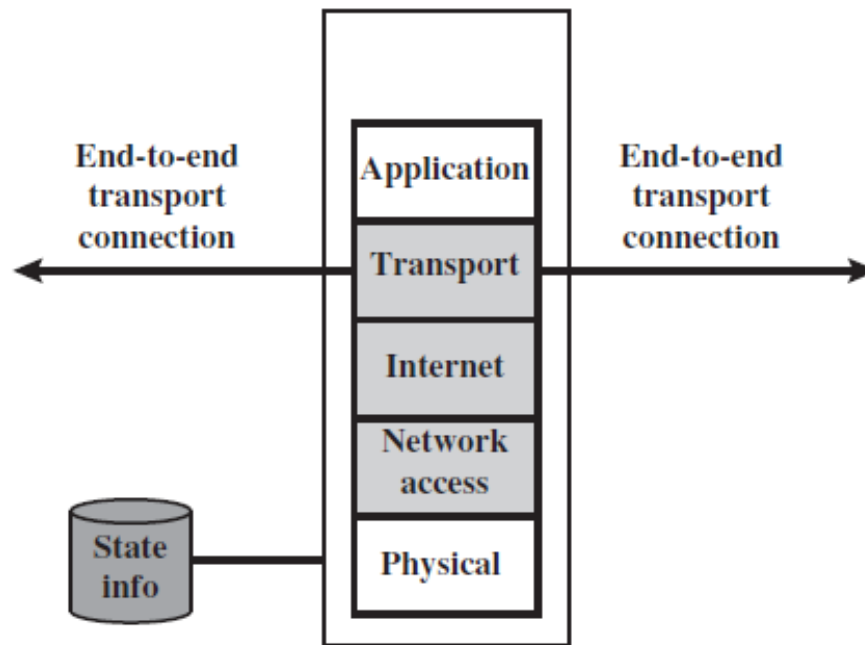 End-to-end
transport
connection
Application
Transport
Internet
Network
access
Physical
End-to-end
transport
connection
State
info